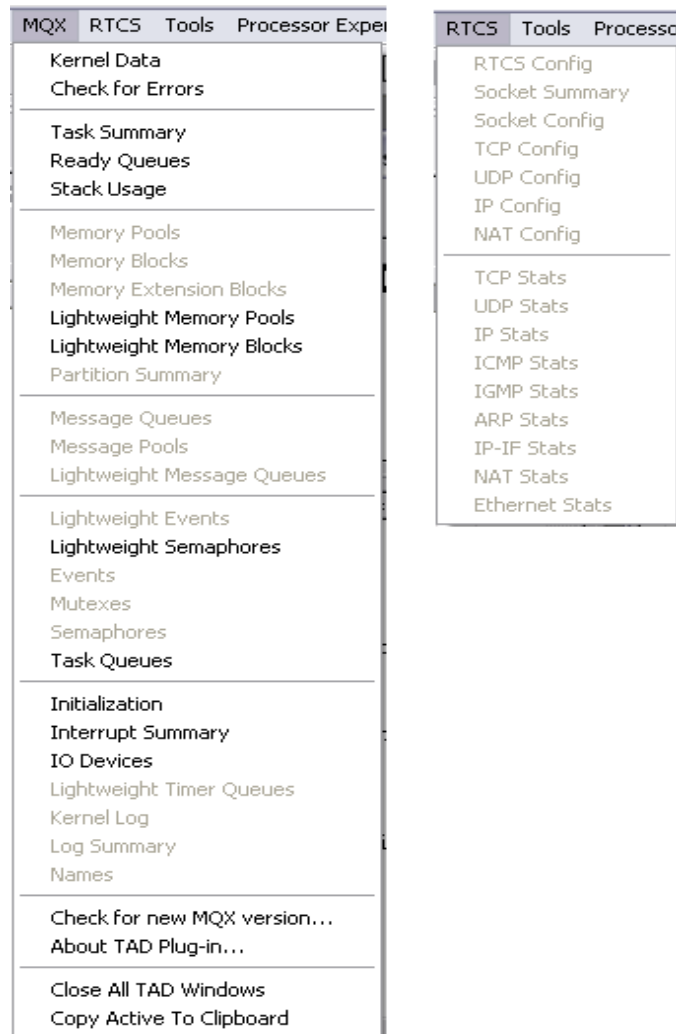 MQX RTCS Tools Processor Exper
Kernel Data
Check for Errors
Task Summary
Ready Queues
Stack Usage
Memory Pools
Memory Blocks
Memory Extension Blocks
Lightweight Memory Pools
Lightweight Memory Blocks
Partition Summary
Message Queues
Message Pools
Lightweight Message Queues
Lightweight Events
Lightweight Semaphores
Events
Mutexes
Semaphores
Task Queues
Initialization
Interrupt Summary
IO Devices
Lightweight Timer Queues
Kernel Log
Log Summary
Names
Check for new MQX version...
About TAD Plug-in...
Close All TAD Windows
Copy Active To Clipboard
RTCS Tools Processo
RTCS Config
Socket Summary
Socket Config
TCP Config
UDP Config
IP Config
NAT Config
TCP Stats
UDP Stats
IP Stats
ICMP Stats
IGMP Stats
ARP Stats
IP-IF Stats
NAT Stats
Ethernet Stats